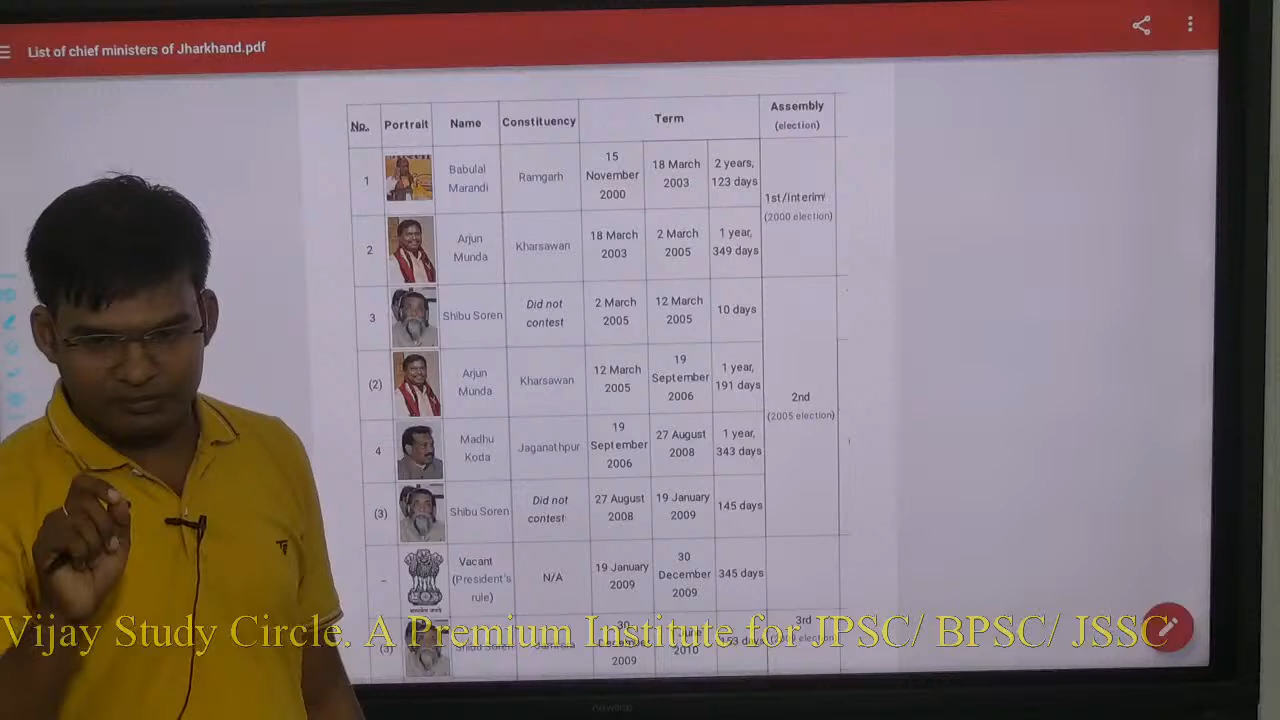 List of chief ministers of Jharkhand.pdf
No. Portrait Name Constituency Term Assembly (election)
1 Babulal Marandi Ramgarh 15 November 2000 18 March 2003 2 years, 123 days 1st/interim (2000 election)
2 Arjun Munda Kharsawan 18 March 2003 2 March 2005 1 year, 349 days
3 Shibu Soren Did not contest 2 March 2005 12 March 2005 10 days 2nd (2005 election)
(2) Arjun Munda Kharsawan 12 March 2005 19 September 2006 1 year, 191 days
4 Madhu Koda Jaganathpur 19 September 2006 27 August 2008 1 year, 343 days
(3) Shibu Soren Did not contest 27 August 2008 19 January 2009 145 days
- Vacant (President's rule) N/A 19 January 2009 30 December 2009 345 days
(3) Shibu Soren 30 2009 2010 3rd
Vijay Study Circle. A Premium Institute for JPSC/ BPSC/ JSSC